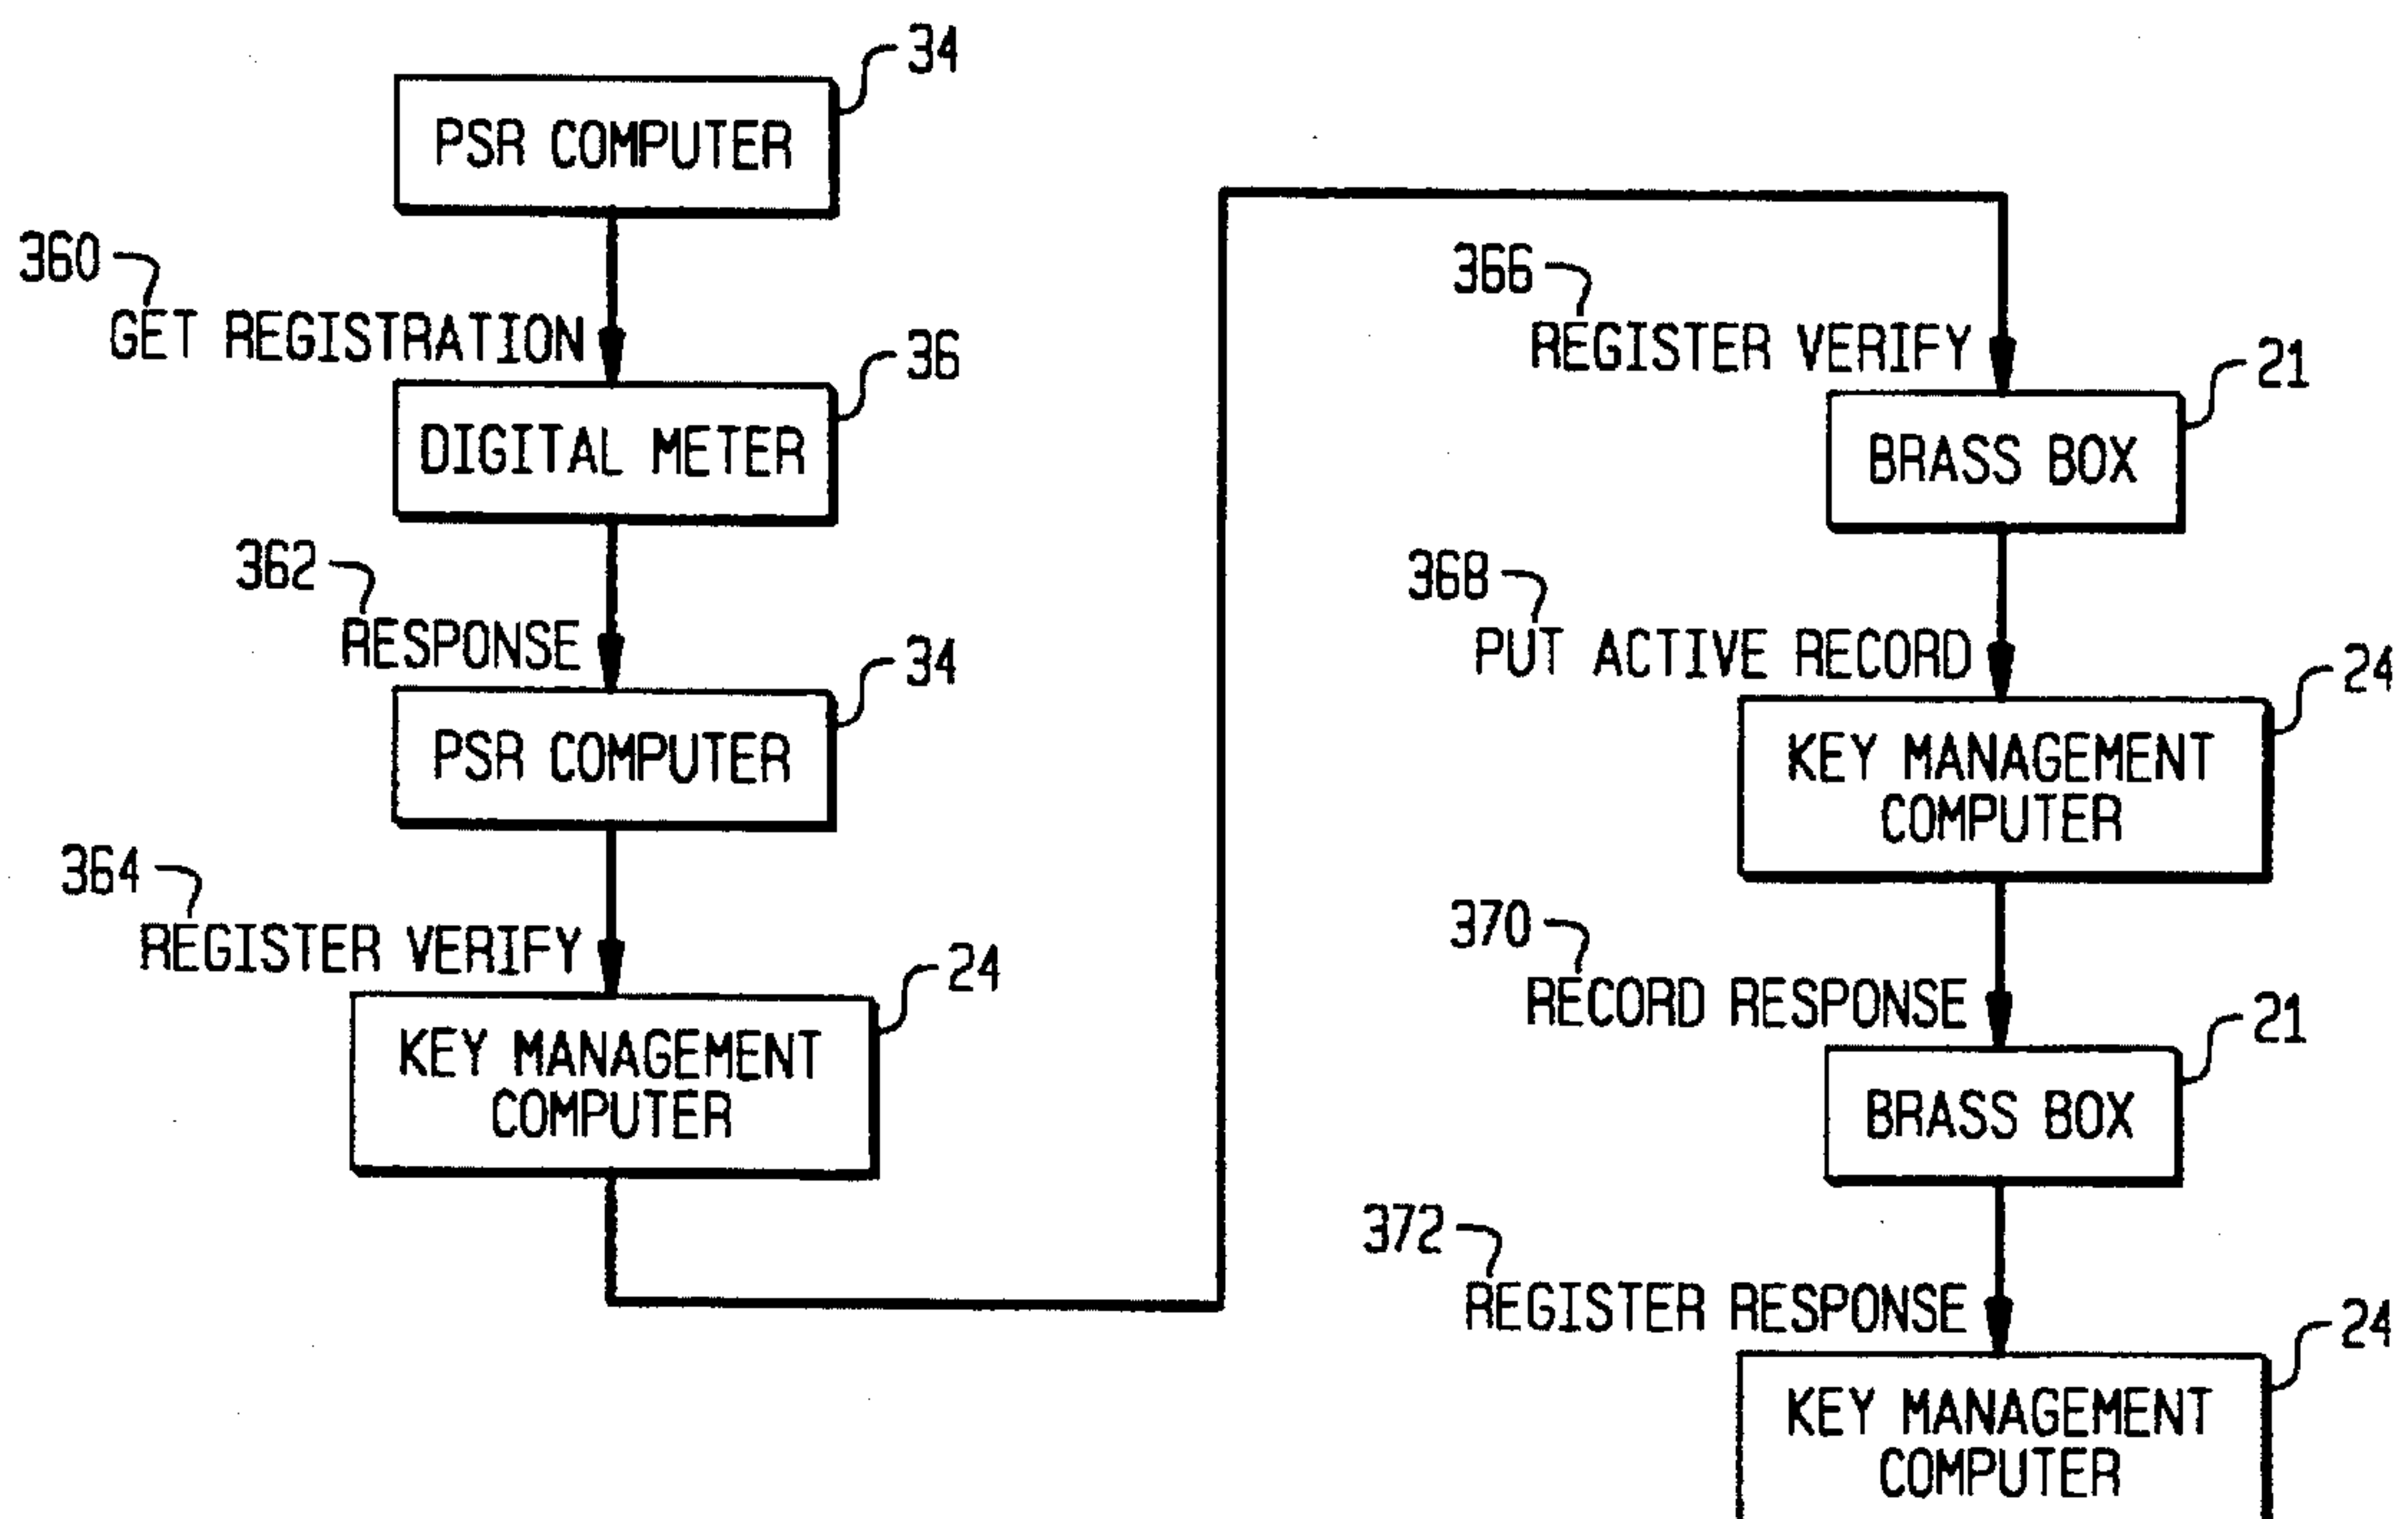 34
PSR COMPUTER
360
GET REGISTRATION
36
DIGITAL METER
362
RESPONSE
34
PSR COMPUTER
364
REGISTER VERIFY
24
KEY MANAGEMENT
COMPUTER
366
REGISTER VERIFY
21
BRASS BOX
368
PUT ACTIVE RECORD
24
KEY MANAGEMENT
COMPUTER
370
RECORD RESPONSE
21
BRASS BOX
372
REGISTER RESPONSE
24
KEY MANAGEMENT
COMPUTER